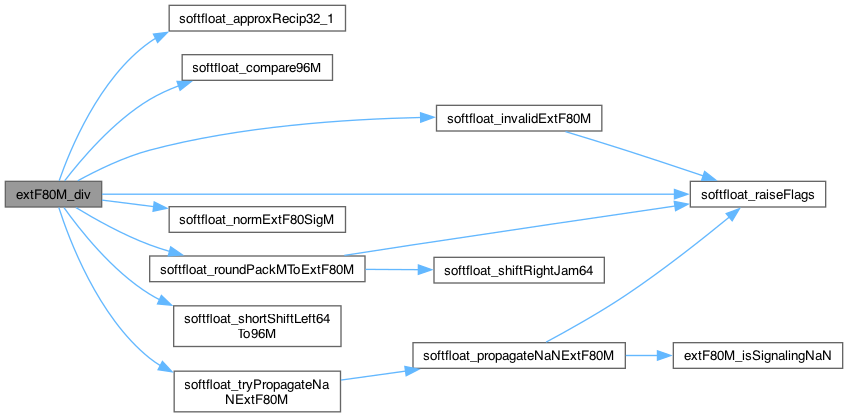 softfloat_approxRecip32_1
softfloat_compare96M
softfloat_invalidExtF80M
extF80M_div
softfloat_raiseFlags
softfloat_normExtF80SigM
softfloat_roundPackMToExtF80M
softfloat_shiftRightJam64
softfloat_shortShiftLeft64
To96M
softfloat_propagateNaNExtF80M
extF80M_isSignalingNaN
softfloat_tryPropagateNa
NExtF80M